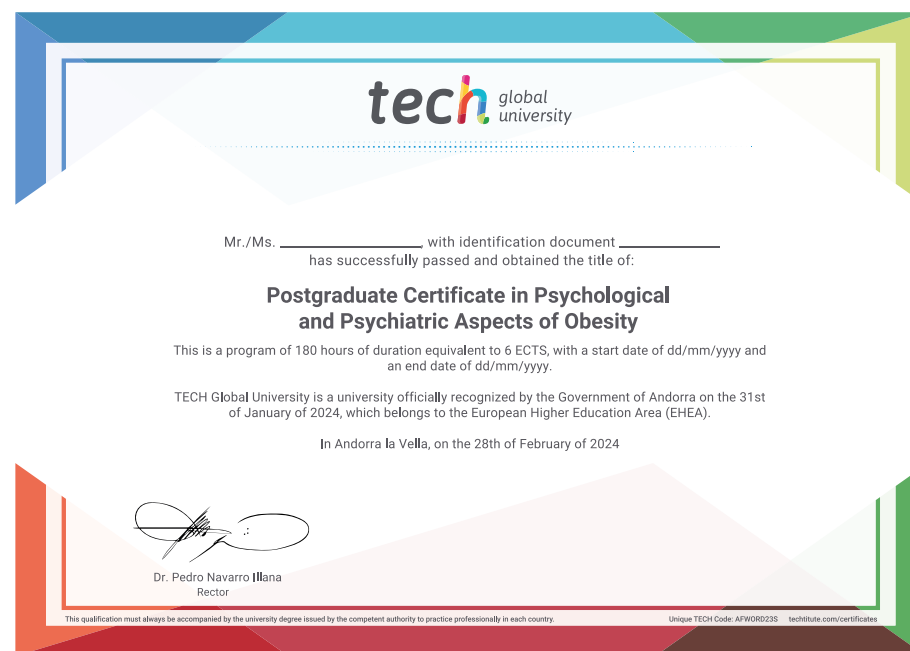 tech global
university
Mr./Ms. ____________________, with identification document ______________
has successfully passed and obtained the title of:
Postgraduate Certificate in Psychological
and Psychiatric Aspects of Obesity
This is a program of 180 hours of duration equivalent to 6 ECTS, with a start date of dd/mm/yyyy and
an end date of dd/mm/yyyy.
TECH Global University is a university officially recognized by the Government of Andorra on the 31st
of January of 2024, which belongs to the European Higher Education Area (EHEA).
In Andorra la Vella, on the 28th of February of 2024
Dr. Pedro Navarro Illana
Rector
This qualification must always be accompanied by the university degree issued by the competent authority to practice professionally in each country.
Unique TECH Code: AFWORD23S techtitute.com/certificates